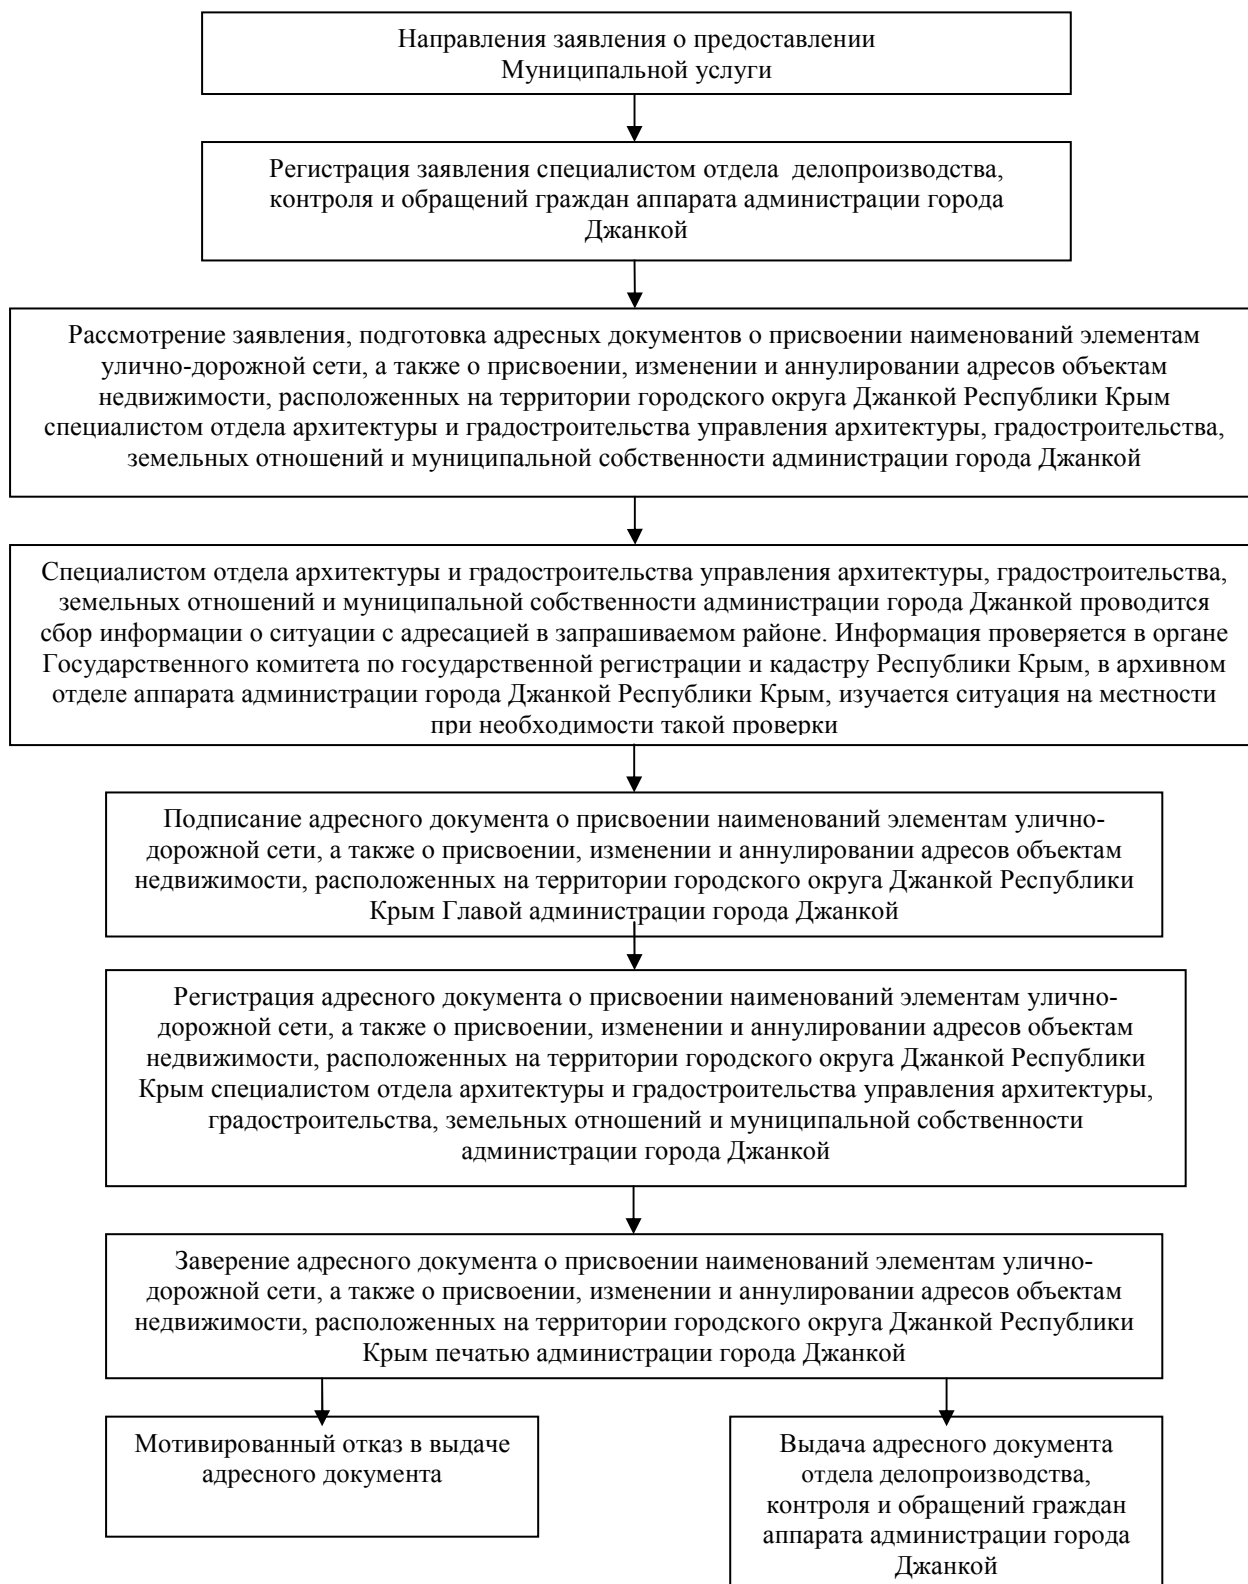 Направления заявления о предоставлении
Муниципальной услуги
Регистрация заявления специалистом отдела делопроизводства,
контроля и обращений граждан аппарата администрации города
Джанкой
Рассмотрение заявления, подготовка адресных документов о присвоении наименований элементам
улично-дорожной сети, а также о присвоении, изменении и аннулировании адресов объектам
недвижимости, расположенных на территории городского округа Джанкой Республики Крым
специалистом отдела архитектуры и градостроительства управления архитектуры, градостроительства,
земельных отношений и муниципальной собственности администрации города Джанкой
Специалистом отдела архитектуры и градостроительства управления архитектуры, градостроительства,
земельных отношений и муниципальной собственности администрации города Джанкой проводится
сбор информации о ситуации с адресацией в запрашиваемом районе. Информация проверяется в органе
Государственного комитета по государственной регистрации и кадастру Республики Крым, в архивном
отделе аппарата администрации города Джанкой Республики Крым, изучается ситуация на местности
при необходимости такой проверки
Подписание адресного документа о присвоении наименований элементам улично-
дорожной сети, а также о присвоении, изменении и аннулировании адресов объектам
недвижимости, расположенных на территории городского округа Джанкой Республики
Крым Главой администрации города Джанкой
Регистрация адресного документа о присвоении наименований элементам улично-
дорожной сети, а также о присвоении, изменении и аннулировании адресов объектам
недвижимости, расположенных на территории городского округа Джанкой Республики
Крым специалистом отдела архитектуры и градостроительства управления архитектуры,
градостроительства, земельных отношений и муниципальной собственности
администрации города Джанкой
Заверение адресного документа о присвоении наименований элементам улично-
дорожной сети, а также о присвоении, изменении и аннулировании адресов объектам
недвижимости, расположенных на территории городского округа Джанкой Республики
Крым печатью администрации города Джанкой
Мотивированный отказ в выдаче
адресного документа
Выдача адресного документа
отдела делопроизводства,
контроля и обращений граждан
аппарата администрации города
Джанкой